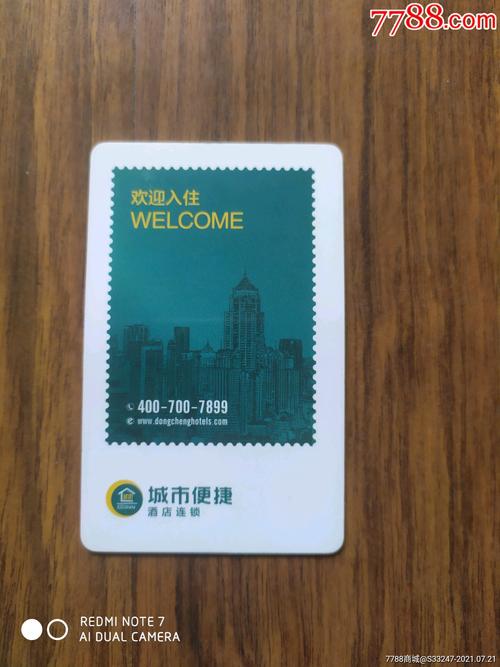 7788.com
欢迎入住
WELCOME
400-700-7899
www.dongchenghotels.com
城市便捷
酒店连锁
REDMI NOTE 7
AI DUAL CAMERA
7788商城@S33247-2021.07.21